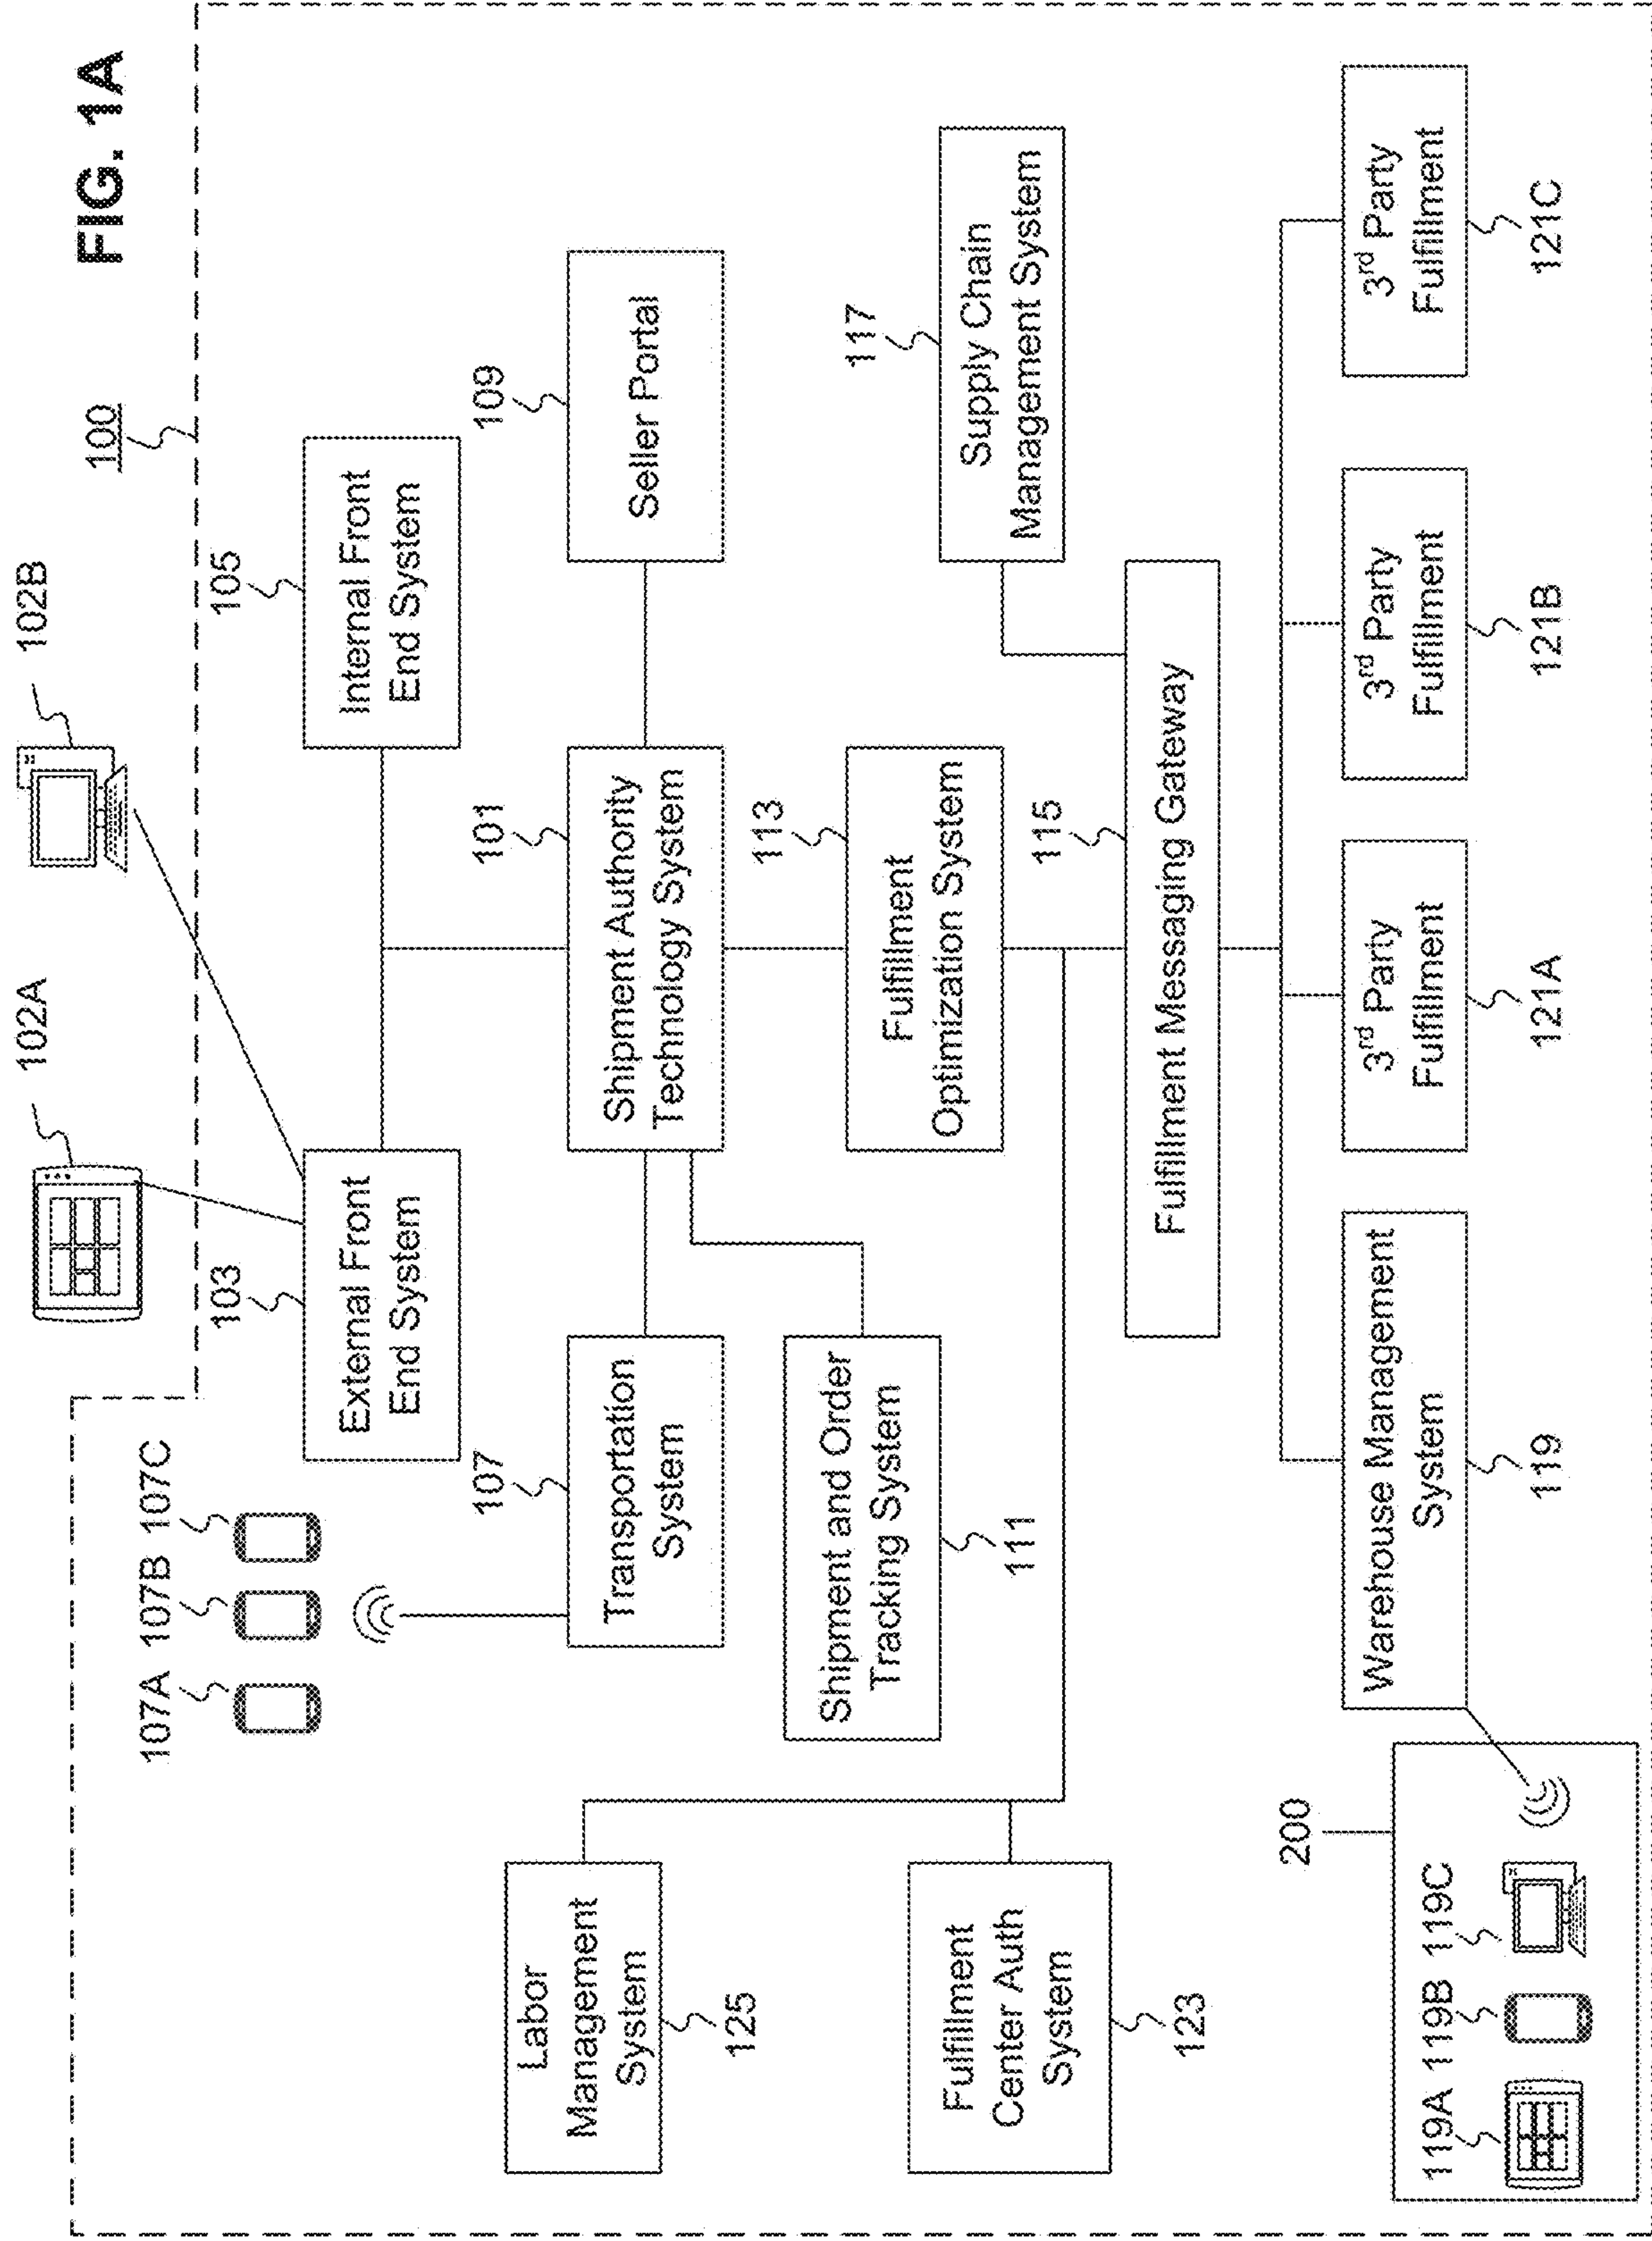 FIG. 1A
100
102A
102B
107A 107B 107C
103
External Front
End System
105
Internal Front
End System
107
Transportation
System
101
Shipment Authority
Technology System
109
Seller Portal
Shipment and Order
Tracking System
111
113
Fulfillment
Optimization System
117
Supply Chain
Management System
Labor
Management
System
125
Fulfillment
Center Auth
System
123
115
Fulfillment Messaging Gateway
200
119A 119B 119C
Warehouse Management
System
119
3rd Party
Fulfillment
121A
3rd Party
Fulfillment
121B
3rd Party
Fulfillment
121C